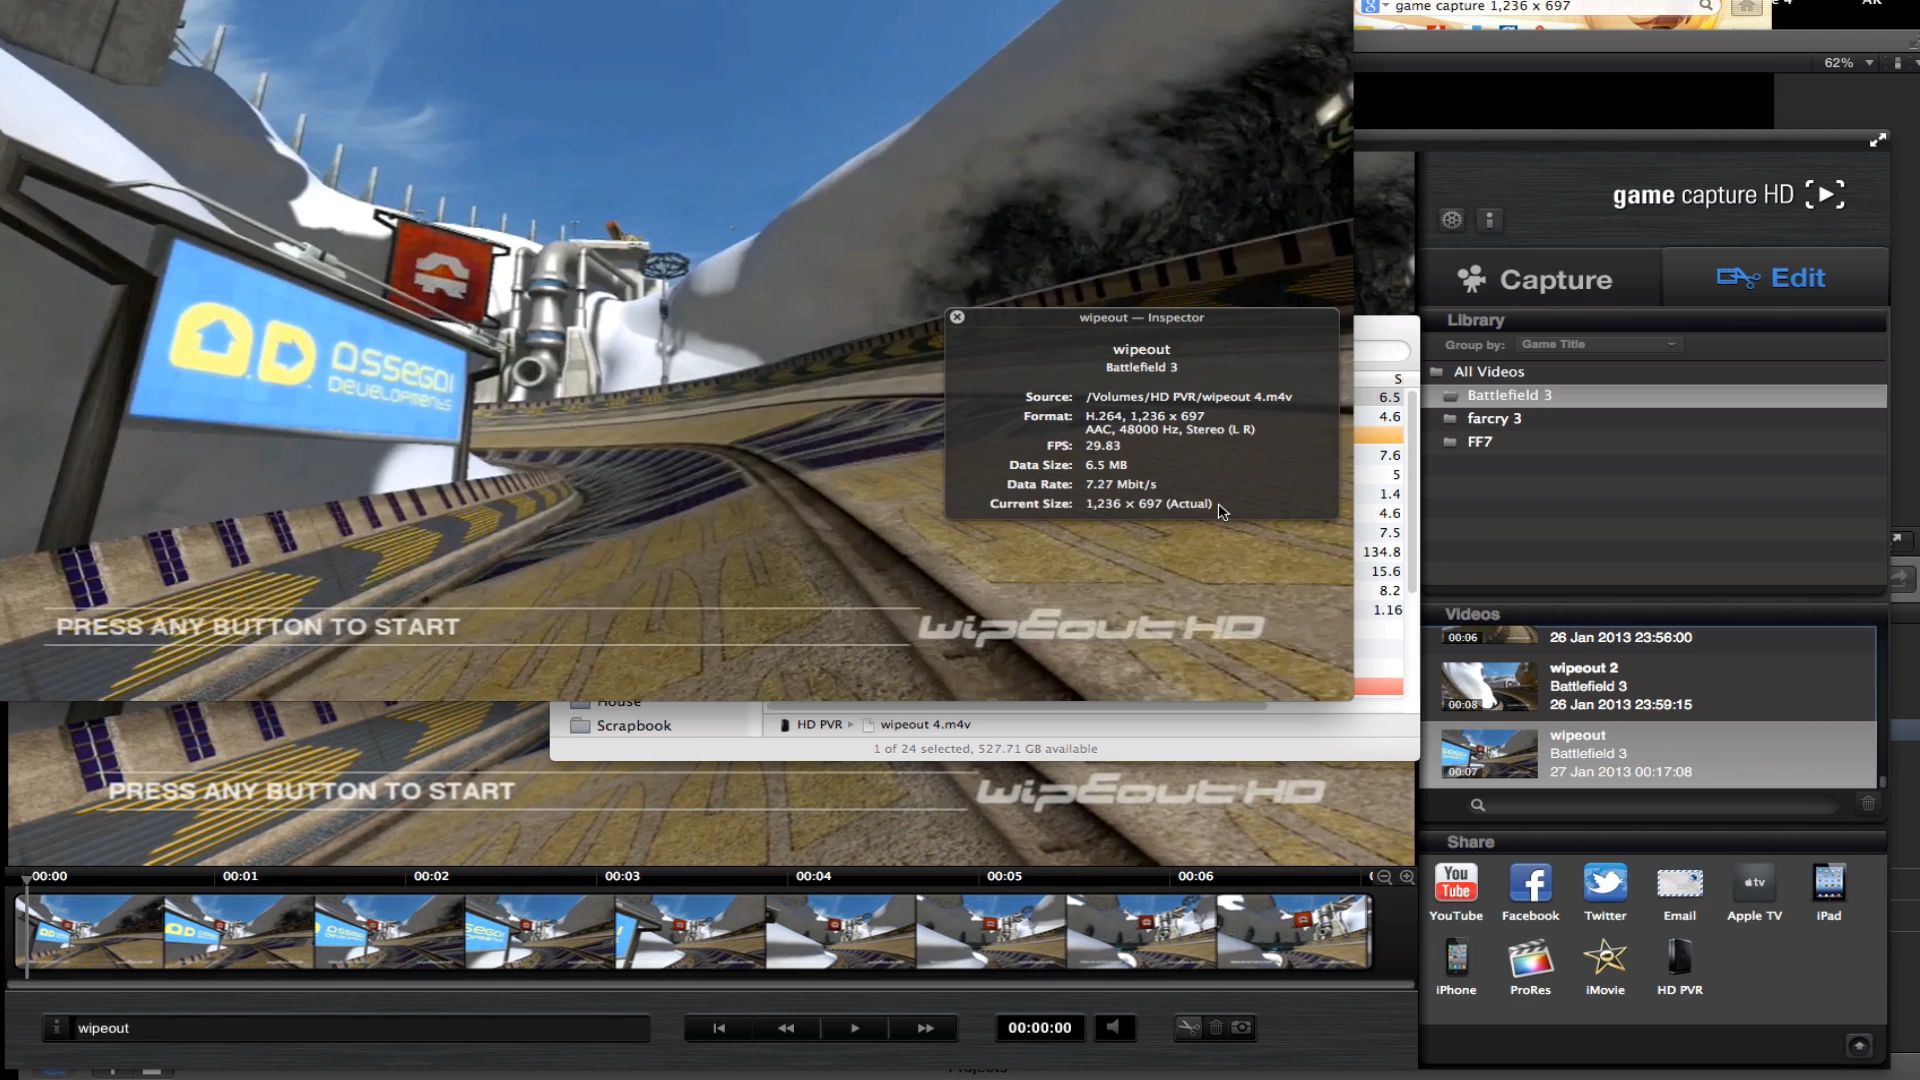 game capture 1,236 x 697
62%
game capture HD
Capture
Edit
Library
Group by: Game Title
All Videos
Battlefield 3
farcry 3
FF7
A.D.
ASSEGAI
DEVELOPMENTS
wipeout — Inspector
wipeout
Battlefield 3
Source: /Volumes/HD PVR/wipeout 4.m4v
Format: H.264, 1,236 x 697
AAC, 48000 Hz, Stereo (L R)
FPS: 29.83
Data Size: 6.5 MB
Data Rate: 7.27 Mbit/s
Current Size: 1,236 × 697 (Actual)
S
6.5
4.6
7.6
5
1.4
4.6
7.5
134.8
15.6
8.2
1.16
PRESS ANY BUTTON TO START
wipEout HD
House
Scrapbook
HD PVR
wipeout 4.m4v
1 of 24 selected, 527.71 GB available
PRESS ANY BUTTON TO START
wipEout HD
Videos
00:06
26 Jan 2013 23:56:00
wipeout 2
Battlefield 3
00:08
26 Jan 2013 23:59:15
wipeout
Battlefield 3
00:07
27 Jan 2013 00:17:08
Share
You
Tube
tv
YouTube
Facebook
Twitter
Email
Apple TV
iPad
iPhone
ProRes
iMovie
HD PVR
00:00
00:01
00:02
00:03
00:04
00:05
00:06
wipeout
00:00:00
Projects